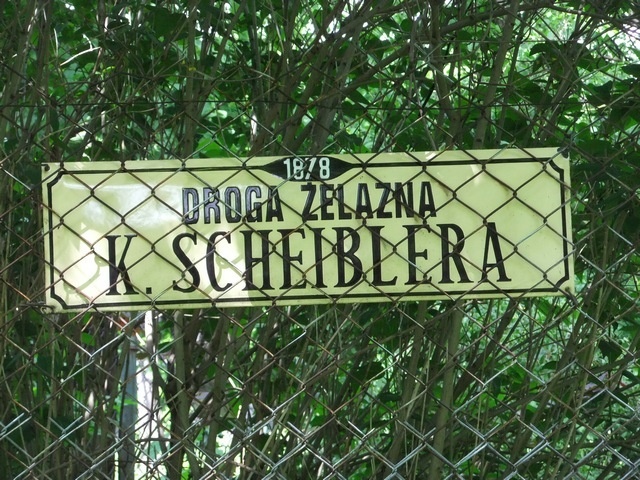 1878
DROGA ŻELAZNA
K. SCHEIBLERA